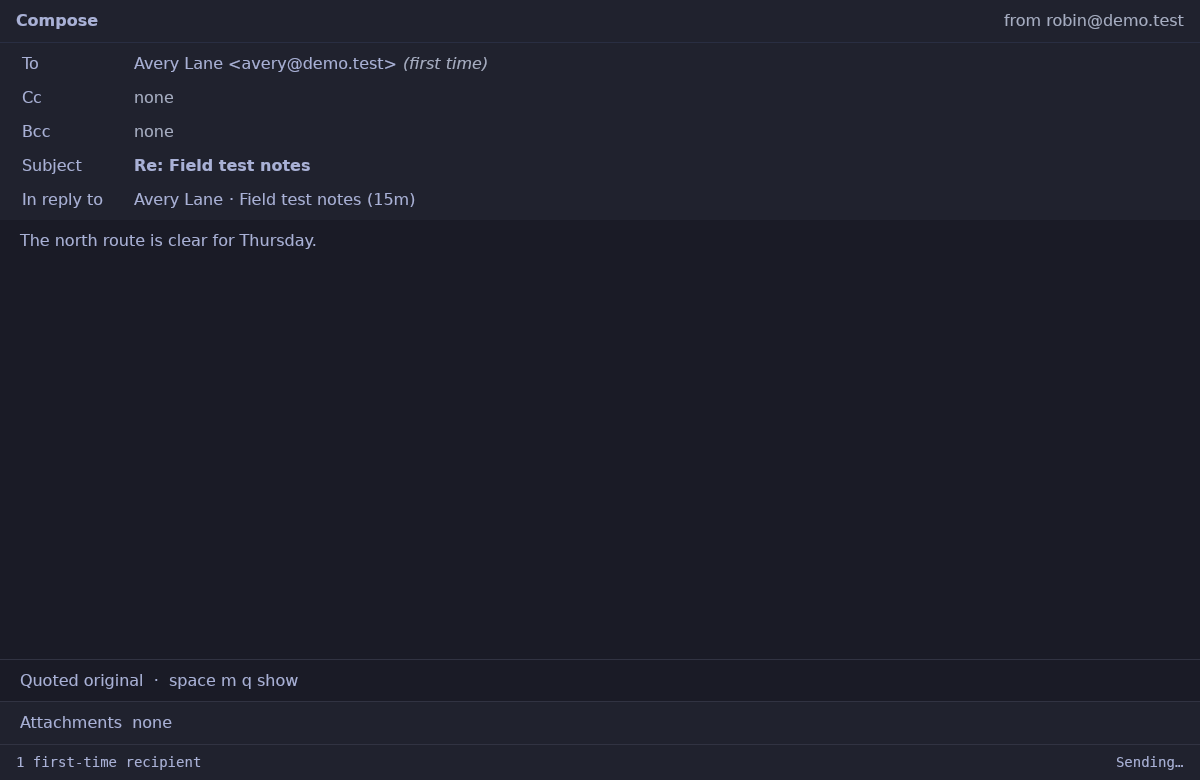 Compose from robin@demo.test
To Avery Lane <avery@demo.test> (first time)
Cc none
Bcc none
Subject Re: Field test notes
In reply to Avery Lane · Field test notes (15m)
The north route is clear for Thursday.
Quoted original · space m q show
Attachments none
1 first-time recipient Sending…